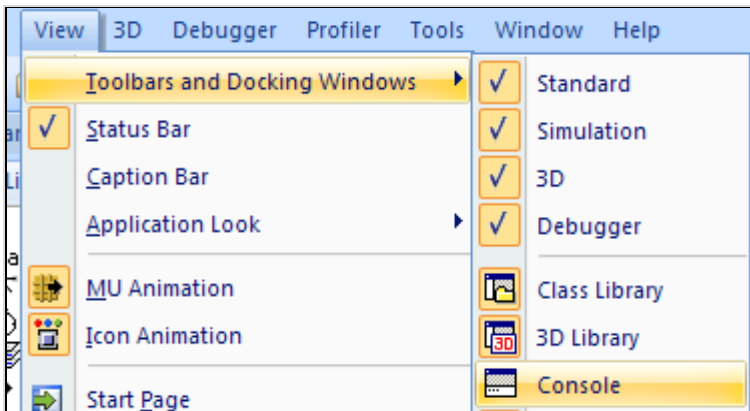 View 3D Debugger Profiler Tools Window Help
Toolbars and Docking Windows
Status Bar
Caption Bar
Application Look
MU Animation
Icon Animation
Start Page
Standard
Simulation
3D
Debugger
Class Library
3D Library
Console